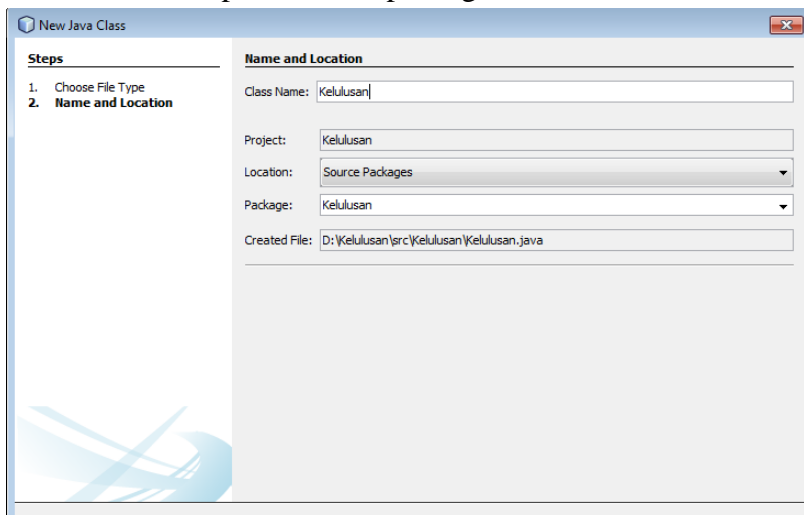 New Java Class
Steps
1. Choose File Type
2. Name and Location
Name and Location
Class Name: Kelulusan
Project: Kelulusan
Location: Source Packages
Package: Kelulusan
Created File: D:\Kelulusan\src\Kelulusan\Kelulusan.java